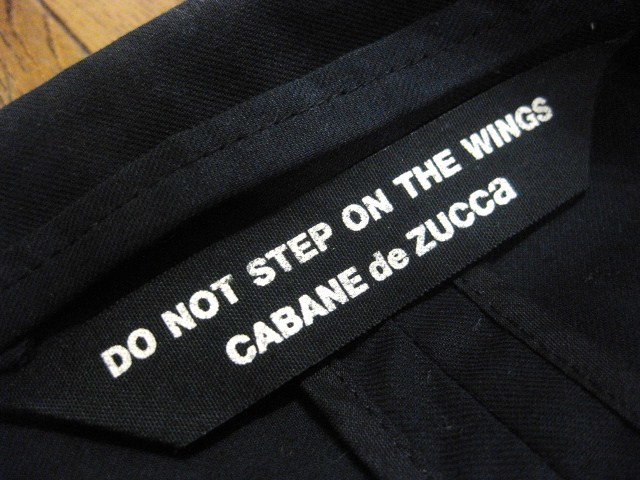 DO NOT STEP ON THE WINGS
CABANE de ZUCCa